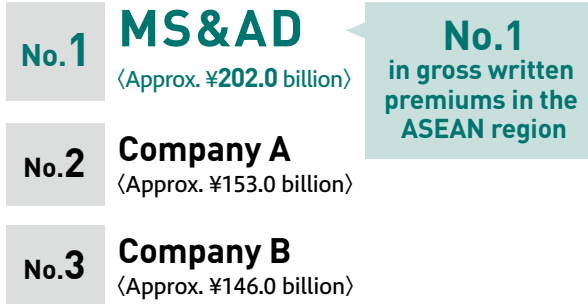 No.1
MS&AD
〈Approx. ¥202.0 billion〉
No.1
in gross written
premiums in the
ASEAN region
No.2
Company A
〈Approx. ¥153.0 billion〉
No.3
Company B
〈Approx. ¥146.0 billion〉